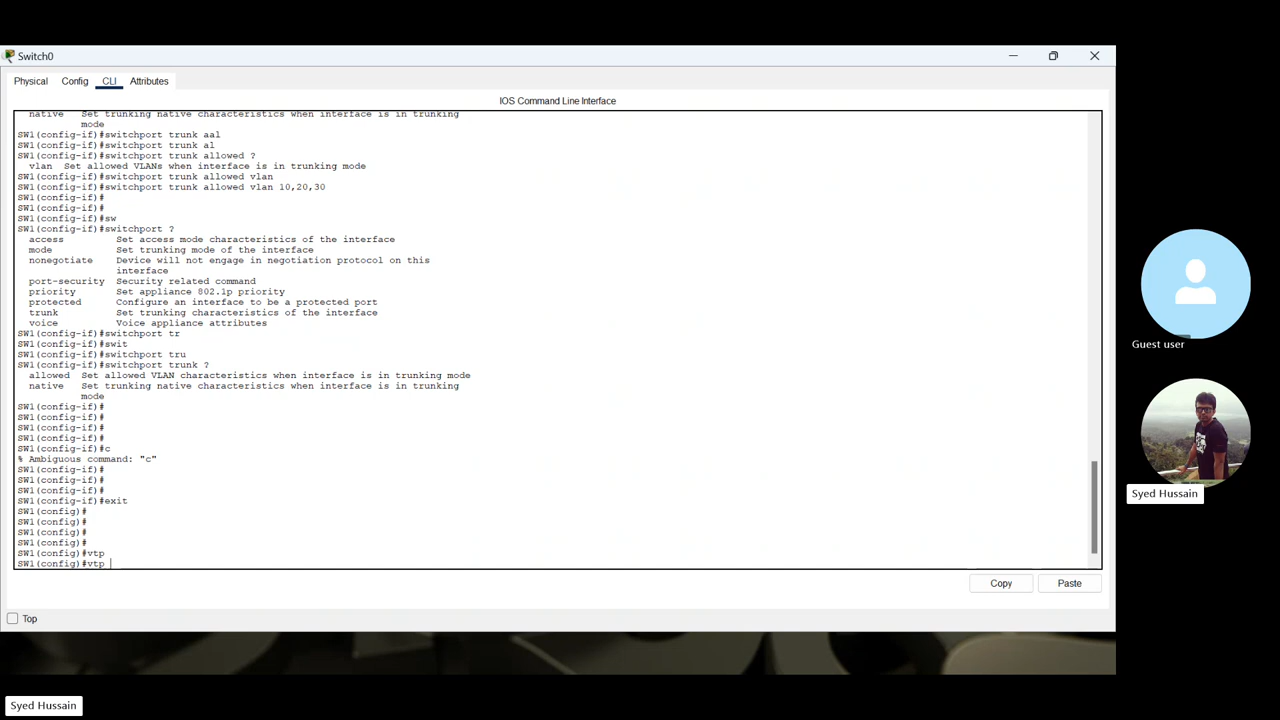 Switch0
Physical Config CLI Attributes
IOS Command Line Interface
native Set trunking native characteristics when interface is in trunking
mode
SW1(config-if)#switchport trunk aal
SW1(config-if)#switchport trunk al
SW1(config-if)#switchport trunk allowed ?
vlan Set allowed VLANs when interface is in trunking mode
SW1(config-if)#switchport trunk allowed vlan
SW1(config-if)#switchport trunk allowed vlan 10,20,30
SW1(config-if)#
SW1(config-if)#
SW1(config-if)#sw
SW1(config-if)#switchport ?
access Set access mode characteristics of the interface
mode Set trunking mode of the interface
nonegotiate Device will not engage in negotiation protocol on this
interface
port-security Security related command
priority Set appliance 802.1p priority
protected Configure an interface to be a protected port
trunk Set trunking characteristics of the interface
voice Voice appliance attributes
SW1(config-if)#switchport tr
SW1(config-if)#swit
SW1(config-if)#switchport tru
SW1(config-if)#switchport trunk ?
allowed Set allowed VLAN characteristics when interface is in trunking mode
native Set trunking native characteristics when interface is in trunking
mode
SW1(config-if)#
SW1(config-if)#
SW1(config-if)#
SW1(config-if)#
SW1(config-if)#c
% Ambiguous command: "c"
SW1(config-if)#
SW1(config-if)#
SW1(config-if)#
SW1(config-if)#exit
SW1(config)#
SW1(config)#
SW1(config)#
SW1(config)#
SW1(config)#vtp
SW1(config)#vtp
Copy Paste
Top
Guest user
Syed Hussain
Syed Hussain